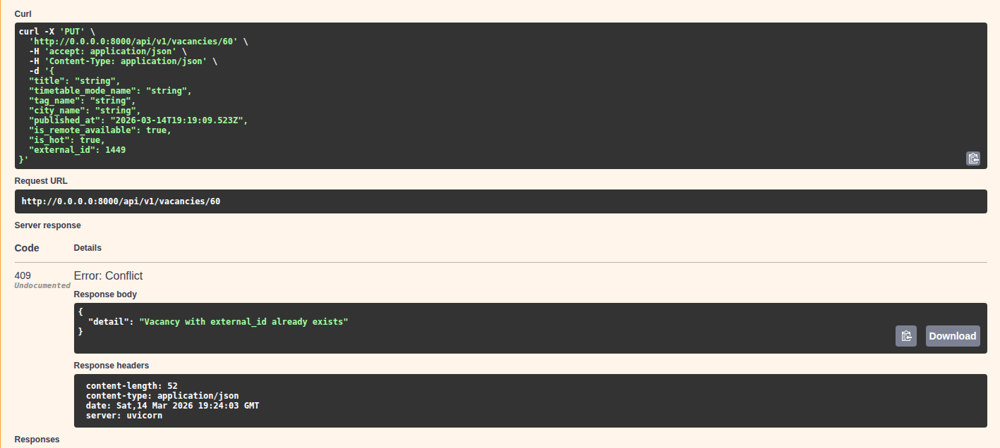 Curl
curl -X 'PUT' \
  'http://0.0.0.0:8000/api/v1/vacancies/60' \
  -H 'accept: application/json' \
  -H 'Content-Type: application/json' \
  -d '{
  "title": "string",
  "timetable_mode_name": "string",
  "tag_name": "string",
  "city_name": "string",
  "published_at": "2026-03-14T19:19:09.523Z",
  "is_remote_available": true,
  "is_hot": true,
  "external_id": 1449
}'
Request URL
http://0.0.0.0:8000/api/v1/vacancies/60
Server response
Code Details
409 Error: Conflict
Undocumented
Response body
{
  "detail": "Vacancy with external_id already exists"
}
Download
Response headers
content-length: 52
content-type: application/json
date: Sat,14 Mar 2026 19:24:03 GMT
server: uvicorn
Responses